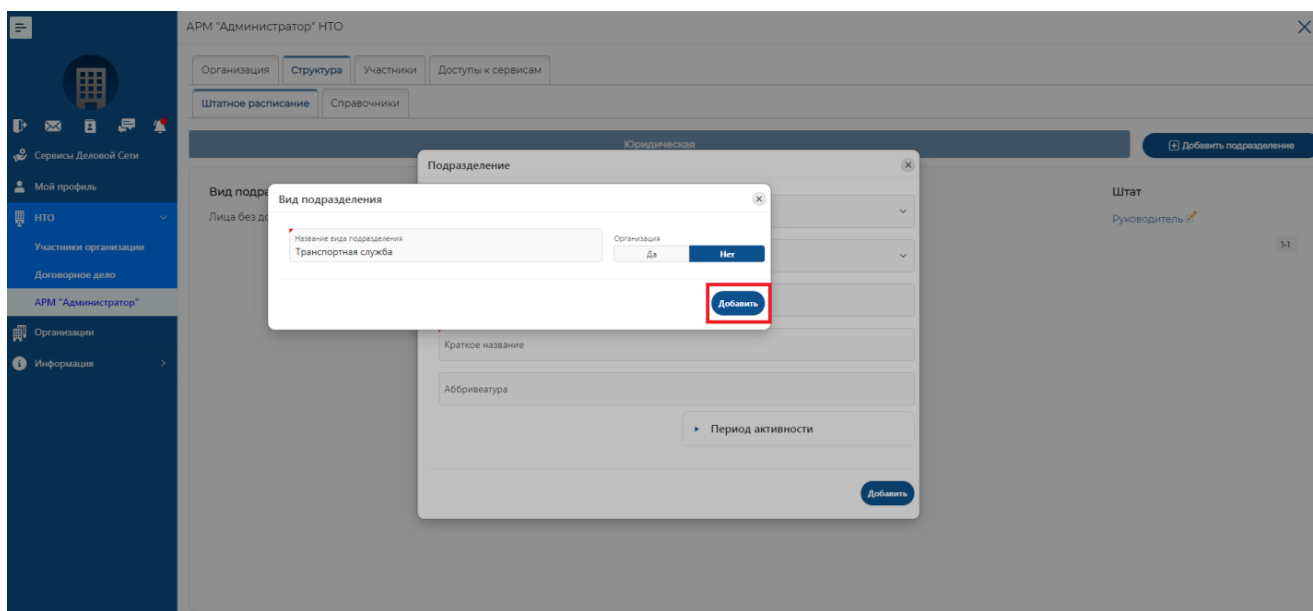 АРМ "Администратор" НТО
Организация Структура Участники Доступы к сервисам
Штатное расписание Справочники
Сервисы Деловой Сети
Мой профиль
НТО
Участники организации
Договорное дело
АРМ "Администратор"
Организации
Информация
Юридическая
Добавить подразделение
Вид подра
Лица без до
Штат
Руководитель
1-1
Подразделение
Вид подразделения
Название вида подразделения
Транспортная служба
Организация
Да Нет
Добавить
Краткое название
Аббривеатура
Период активности
Добавить